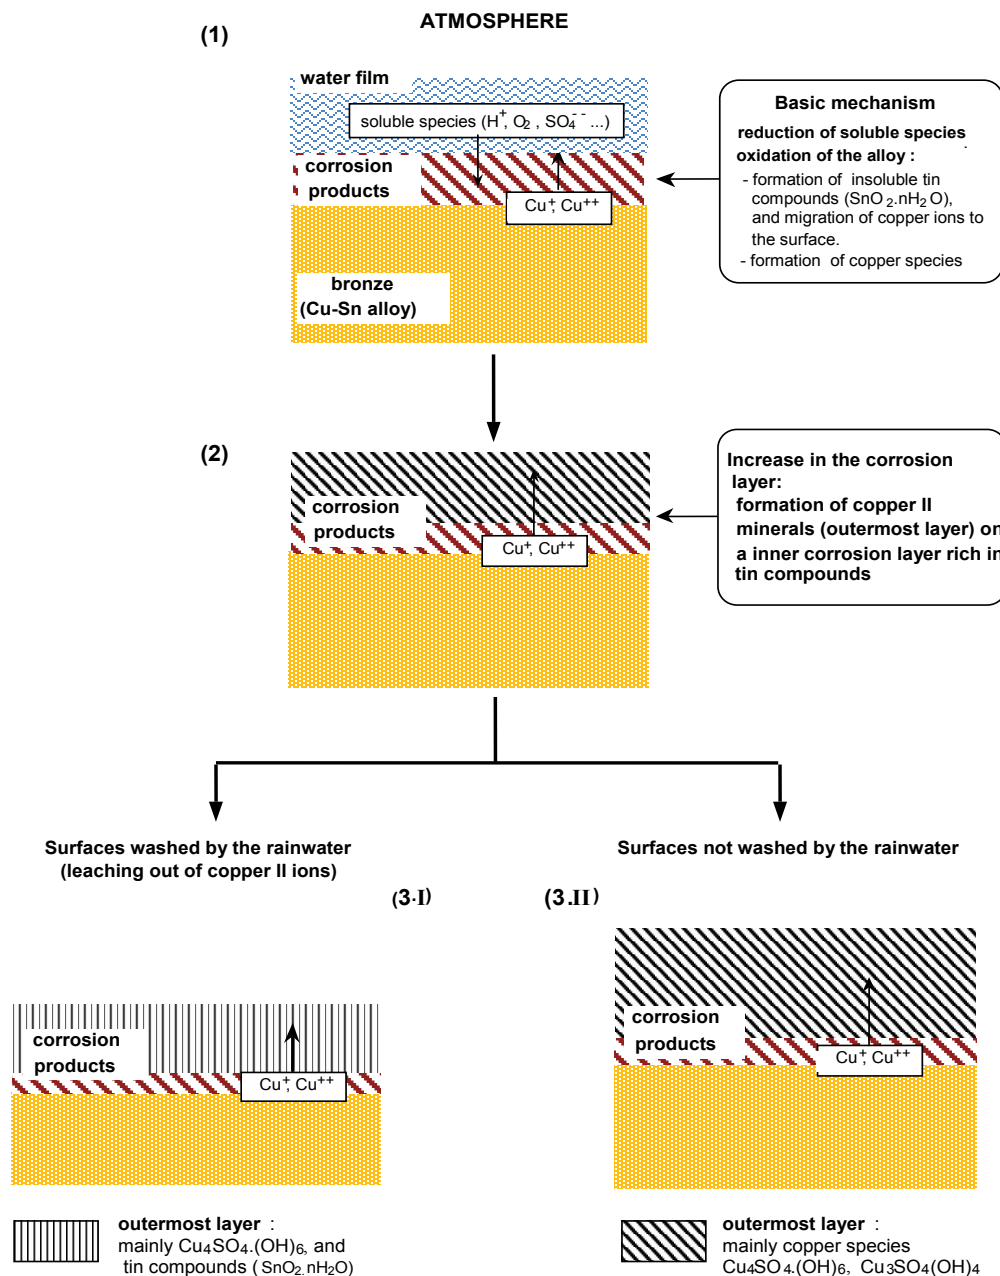 ATMOSPHERE
(1)
water film
soluble species (H⁺, O₂ , SO₄⁻⁻ ...)
corrosion
products
Cu⁺, Cu⁺⁺
bronze
(Cu-Sn alloy)
Basic mechanism
reduction of soluble species
oxidation of the alloy :
- formation of insoluble tin
compounds (SnO₂.nH₂O),
and migration of copper ions to
the surface.
- formation of copper species
(2)
corrosion
products
Cu⁺, Cu⁺⁺
Increase in the corrosion
layer:
formation of copper II
minerals (outermost layer) on
a inner corrosion layer rich in
tin compounds
Surfaces washed by the rainwater
(leaching out of copper II ions)
Surfaces not washed by the rainwater
(3.I)
(3.II)
corrosion
products
Cu⁺, Cu⁺⁺
corrosion
products
Cu⁺, Cu⁺⁺
outermost layer :
mainly Cu₄SO₄.(OH)₆, and
tin compounds (SnO₂.nH₂O)
outermost layer :
mainly copper species
Cu₄SO₄.(OH)₆, Cu₃SO₄(OH)₄